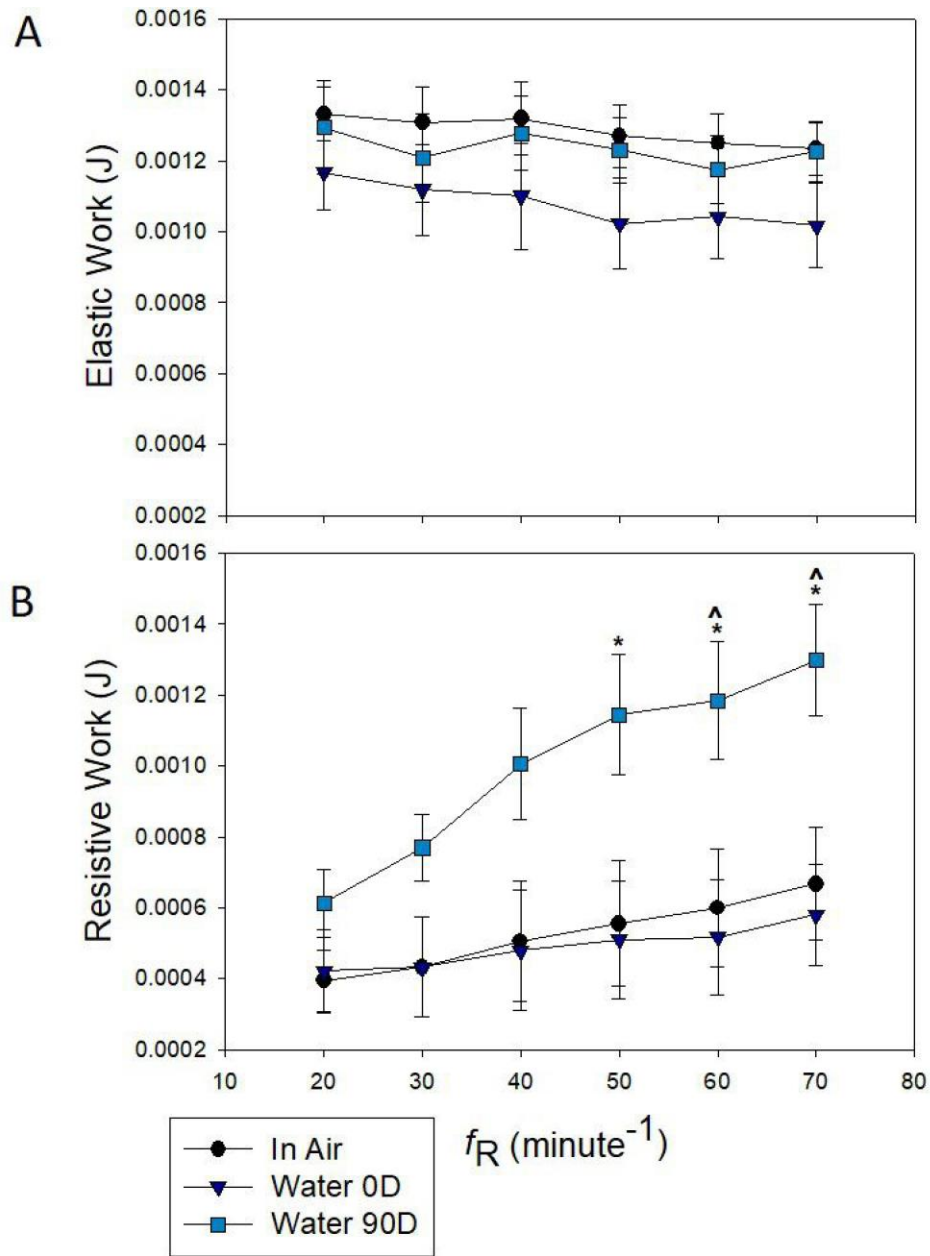 A
0.0016
0.0014
0.0012
0.0010
0.0008
0.0006
0.0004
0.0002
Elastic Work (J)
B
0.0016
0.0014
0.0012
0.0010
0.0008
0.0006
0.0004
0.0002
Resistive Work (J)
* ^ * ^ *
10 20 30 40 50 60 70 80
fR (minute-1)
In Air
Water 0D
Water 90D